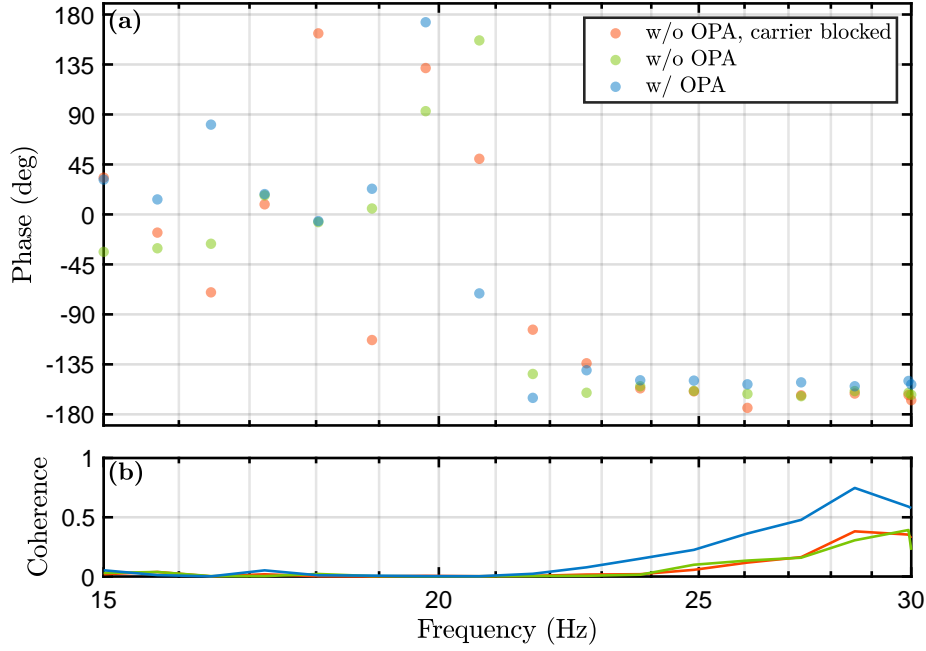 (a)
180
135
90
45
0
-45
-90
-135
-180
Phase (deg)
w/o OPA, carrier blocked
w/o OPA
w/ OPA
(b)
1
0.5
0
Coherence
15
20
25
30
Frequency (Hz)